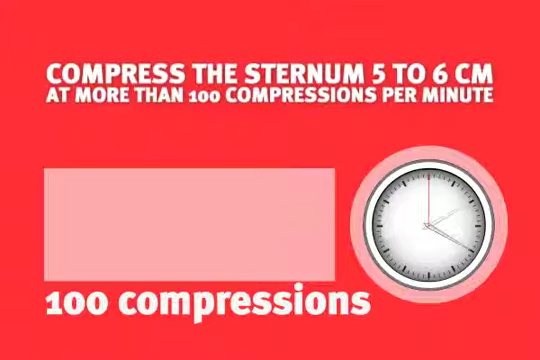 COMPRESS THE STERNUM 5 TO 6 CM
AT MORE THAN 100 COMPRESSIONS PER MINUTE
100 compressions